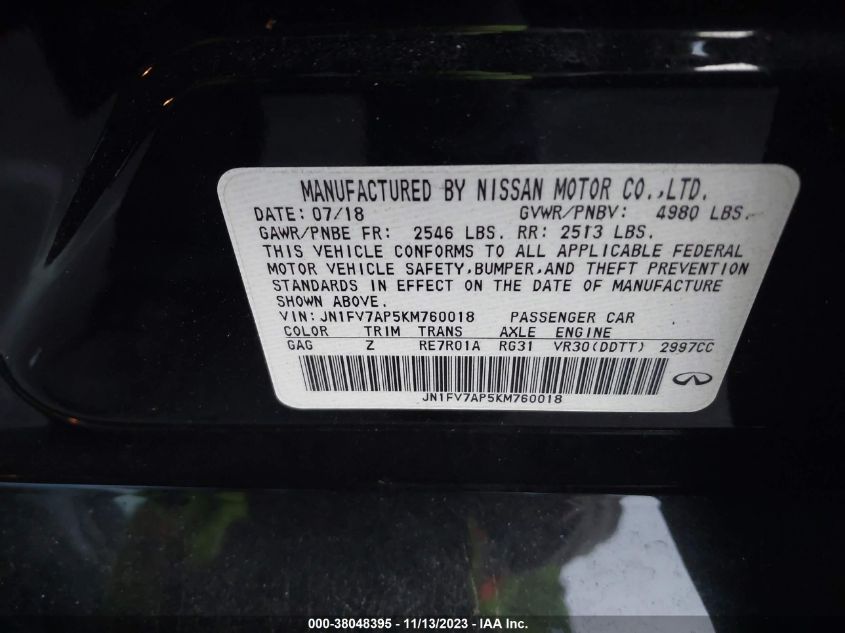 MANUFACTURED BY NISSAN MOTOR CO.,LTD.
DATE: 07/18 GVWR/PNBV: 4980 LBS.
GAWR/PNBE FR: 2546 LBS. RR: 2513 LBS.
THIS VEHICLE CONFORMS TO ALL APPLICABLE FEDERAL
MOTOR VEHICLE SAFETY,BUMPER,AND THEFT PREVENTION
STANDARDS IN EFFECT ON THE DATE OF MANUFACTURE
SHOWN ABOVE.
VIN: JN1FV7AP5KM760018 PASSENGER CAR
COLOR TRIM TRANS AXLE ENGINE
GAG Z RE7R01A RG31 VR30(DDTT) 2997CC
JN1FV7AP5KM760018
000-38048395 - 11/13/2023 - © IAA Inc.